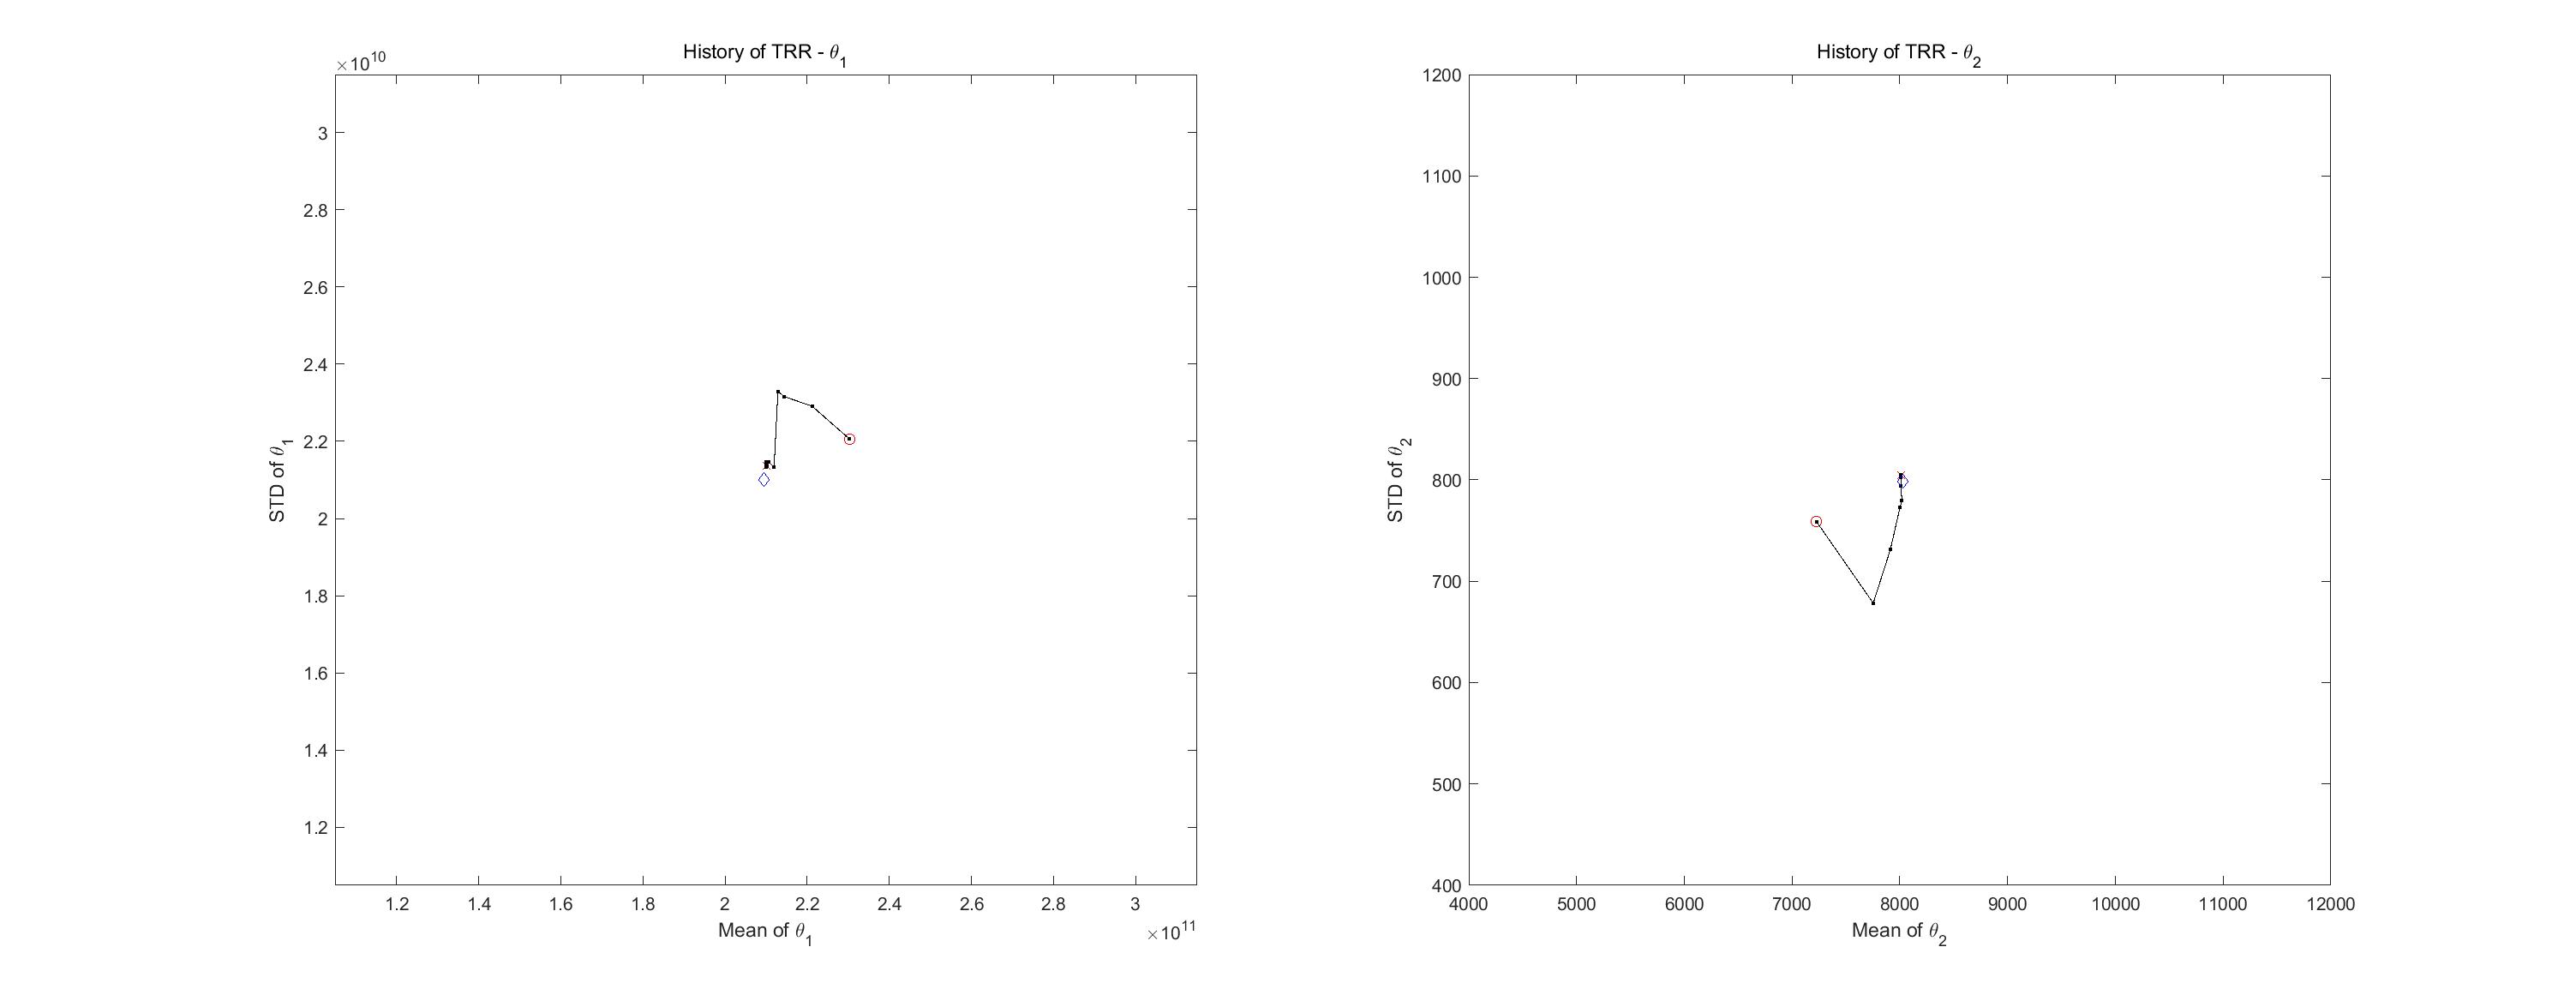 History of TRR - θ1
×10^10
3
2.8
2.6
2.4
2.2
2
1.8
1.6
1.4
1.2
STD of θ1
1.2 1.4 1.6 1.8 2 2.2 2.4 2.6 2.8 3
Mean of θ1
×10^11
History of TRR - θ2
1200
1100
1000
900
800
700
600
500
400
STD of θ2
4000 5000 6000 7000 8000 9000 10000 11000 12000
Mean of θ2